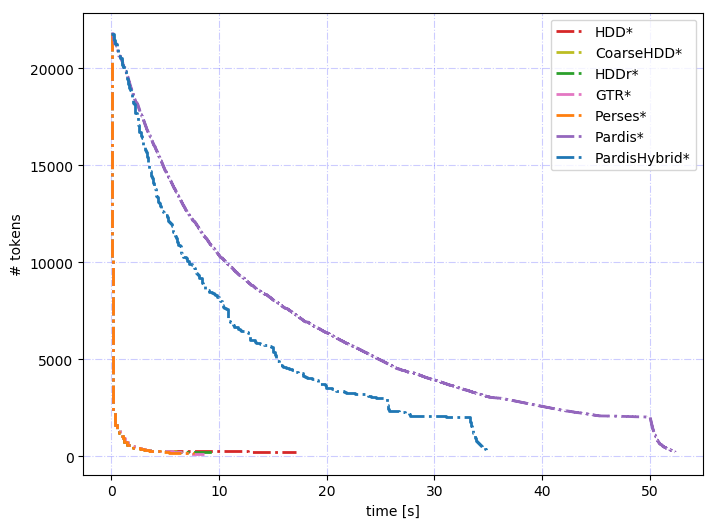 HDD*
CoarseHDD*
HDDr*
GTR*
Perses*
Pardis*
PardisHybrid*
20000
15000
10000
5000
0
# tokens
0 10 20 30 40 50
time [s]